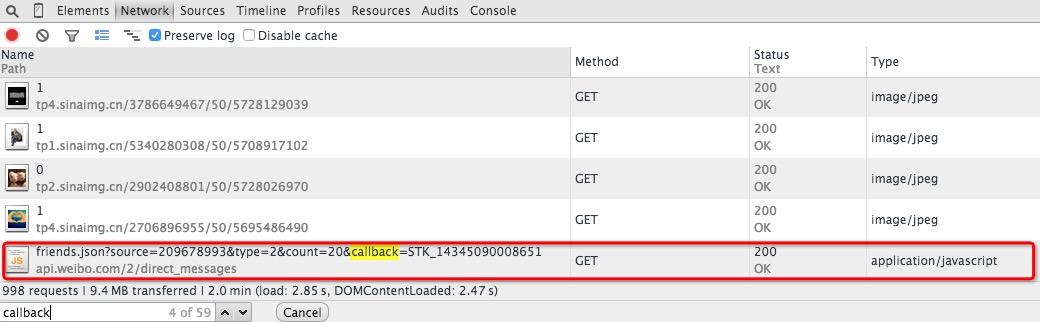 Elements Network Sources Timeline Profiles Resources Audits Console
Preserve log Disable cache
Name Method Status Type
Path Text
1 GET 200 image/jpeg
tp4.sinaimg.cn/3786649467/50/5728129039 OK
1 GET 200 image/jpeg
tp1.sinaimg.cn/5340280308/50/5708917102 OK
0 GET 200 image/jpeg
tp2.sinaimg.cn/2902408801/50/5728026970 OK
1 GET 200 image/jpeg
tp4.sinaimg.cn/2706896955/50/5695486490 OK
friends.json?source=209678993&type=2&count=20&callback=STK_14345090008651 GET 200 application/javascript
JS api.weibo.com/2/direct_messages OK
998 requests I 9.4 MB transferred I 2.0 min (load: 2.85 s, DOMContentLoaded: 2.47 s)
callback 4 of 59 Cancel